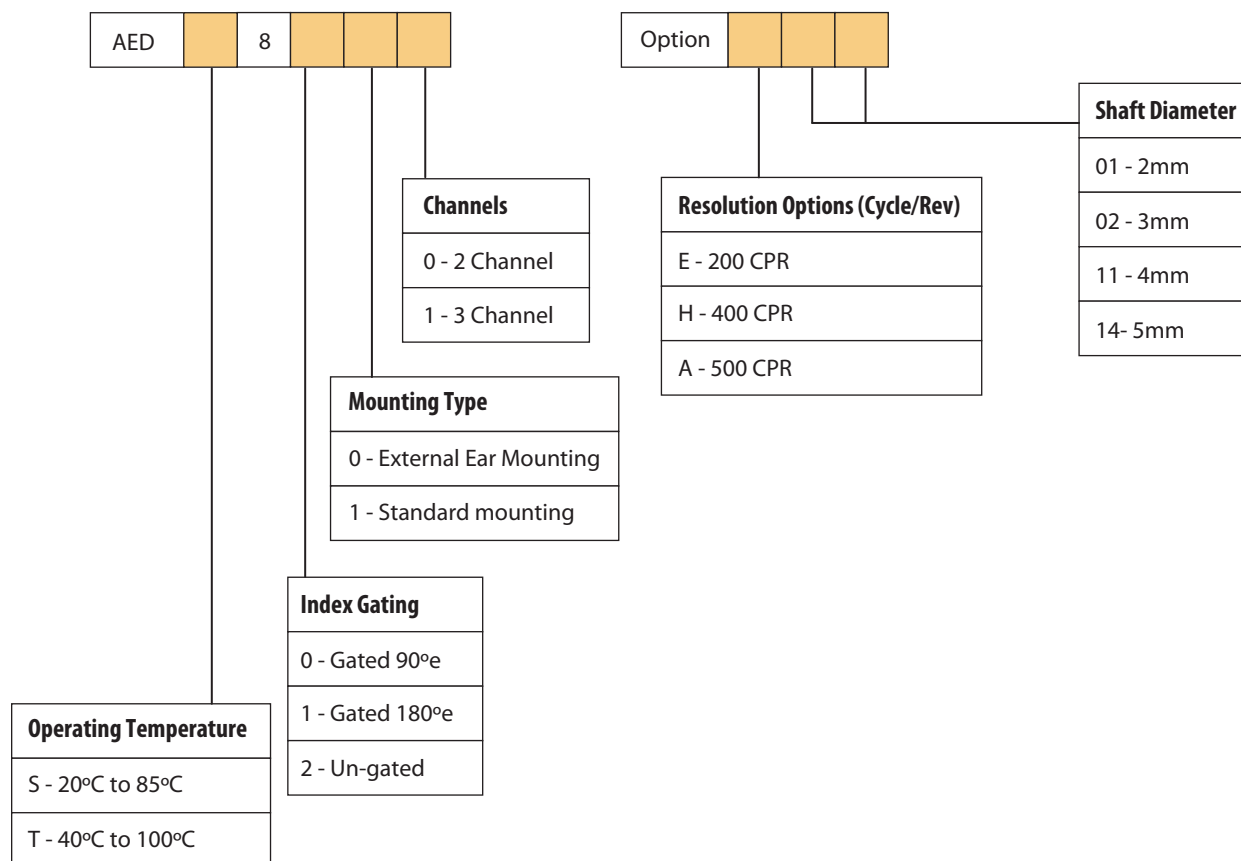 AED 8
Option
Shaft Diameter
01 - 2mm
02 - 3mm
11 - 4mm
14- 5mm
Channels
0 - 2 Channel
1 - 3 Channel
Resolution Options (Cycle/Rev)
E - 200 CPR
H - 400 CPR
A - 500 CPR
Mounting Type
0 - External Ear Mounting
1 - Standard mounting
Index Gating
0 - Gated 90ºe
1 - Gated 180ºe
2 - Un-gated
Operating Temperature
S - 20ºC to 85ºC
T - 40ºC to 100ºC